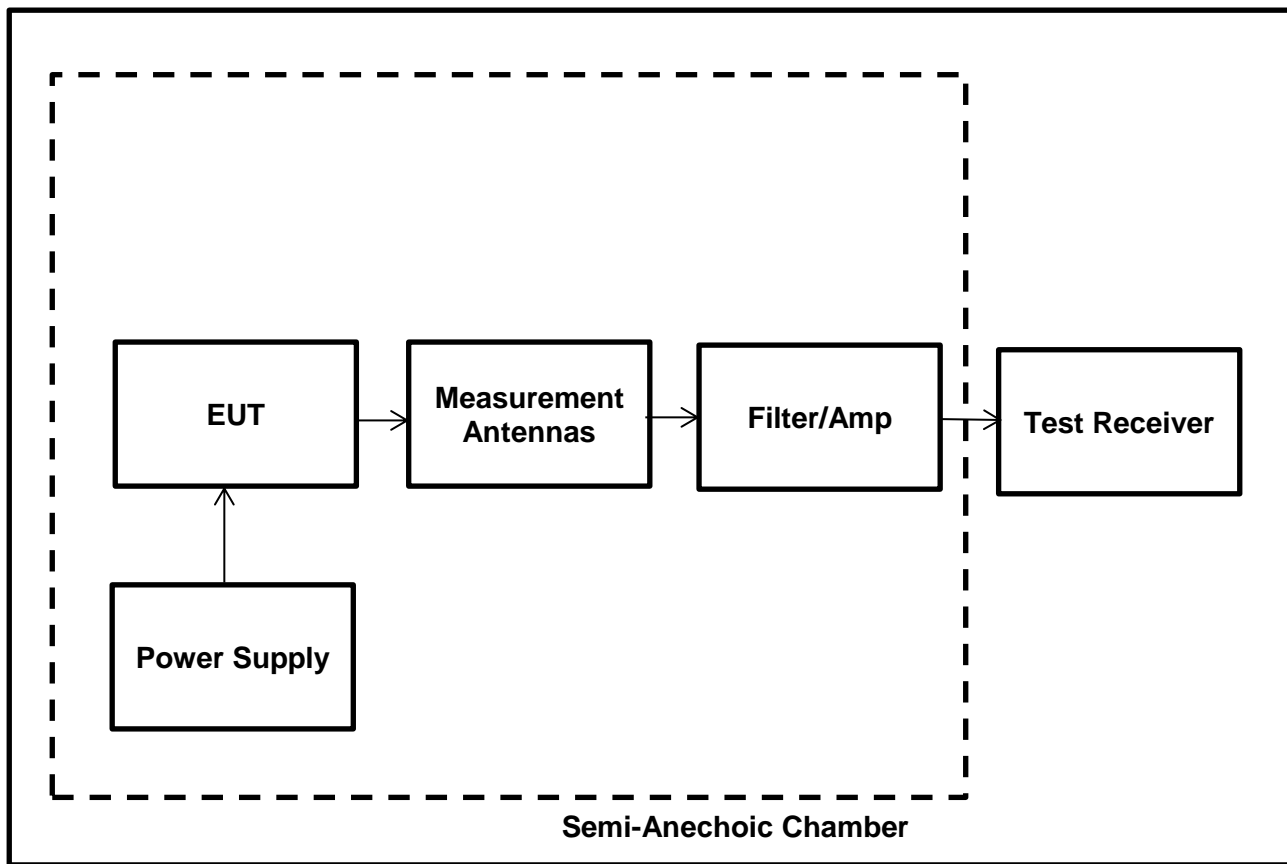 EUT
Measurement
Antennas
Filter/Amp
Test Receiver
Power Supply
Semi-Anechoic Chamber